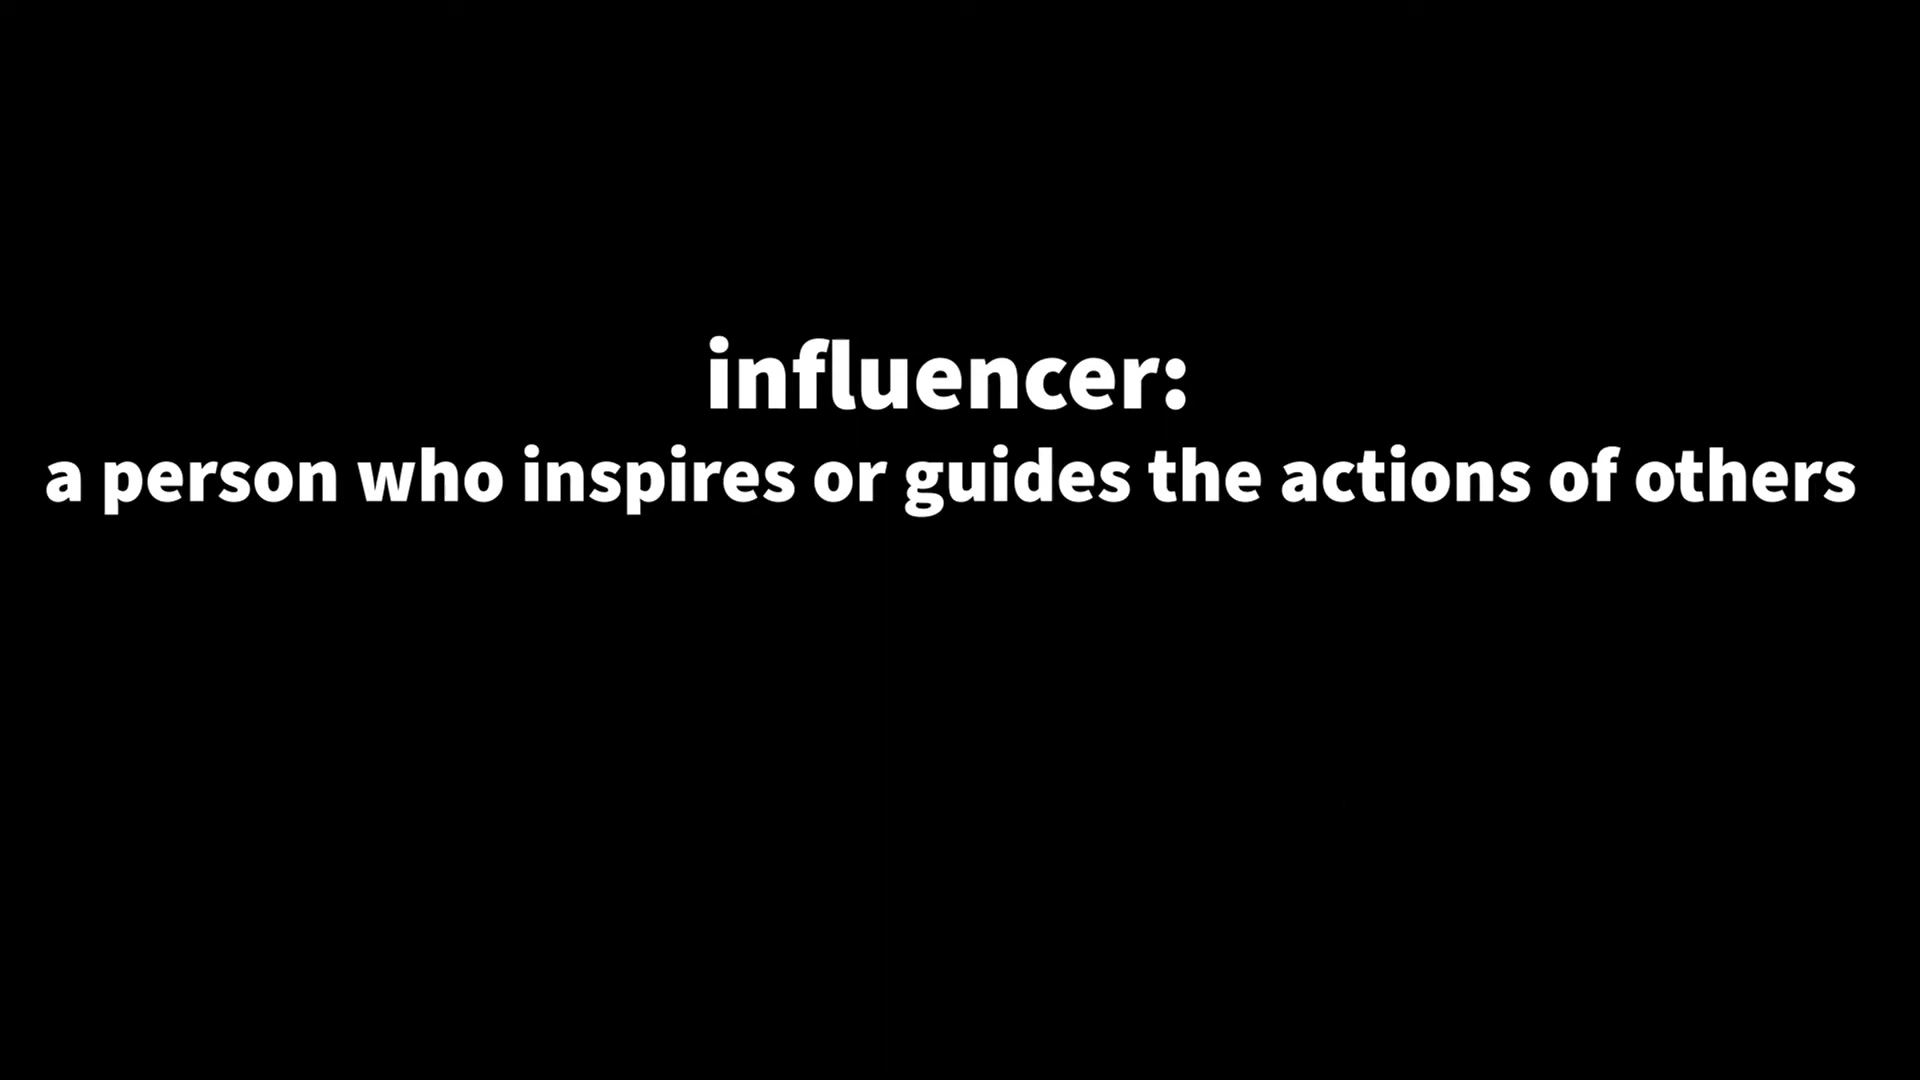 influencer:
a person who inspires or guides the actions of others